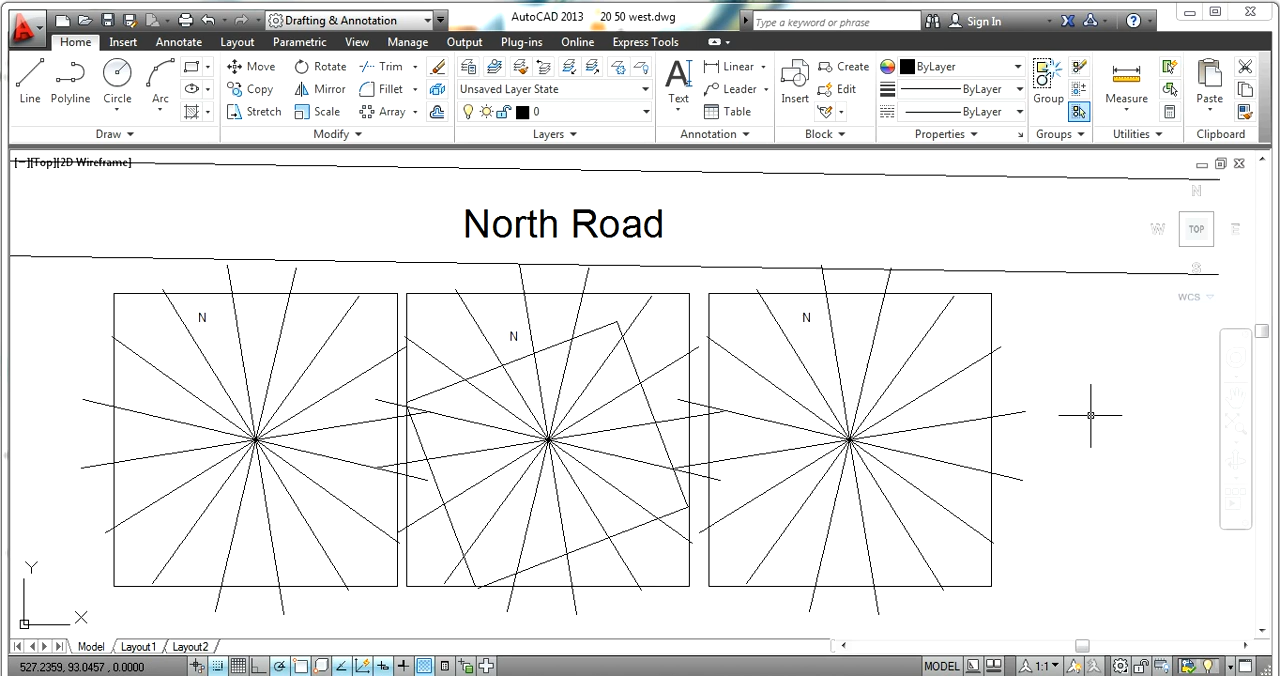 Drafting & Annotation
AutoCAD 2013 20 50 west.dwg
Type a keyword or phrase
Sign In
Home Insert Annotate Layout Parametric View Manage Output Plug-ins Online Express Tools
Line Polyline Circle Arc
Move Rotate Trim
Copy Mirror Fillet
Stretch Scale Array
Unsaved Layer State
0
Text
Linear
Leader
Table
Insert
Create
Edit
ByLayer
ByLayer
ByLayer
Group
Measure
Paste
Draw Modify Layers Annotation Block Properties Groups Utilities Clipboard
[−][Top][2D Wireframe]
North Road
N
W TOP E
S
WCS
N N N
Y
X
Model Layout1 Layout2
527.2359, 93.0457 , 0.0000
MODEL 1:1